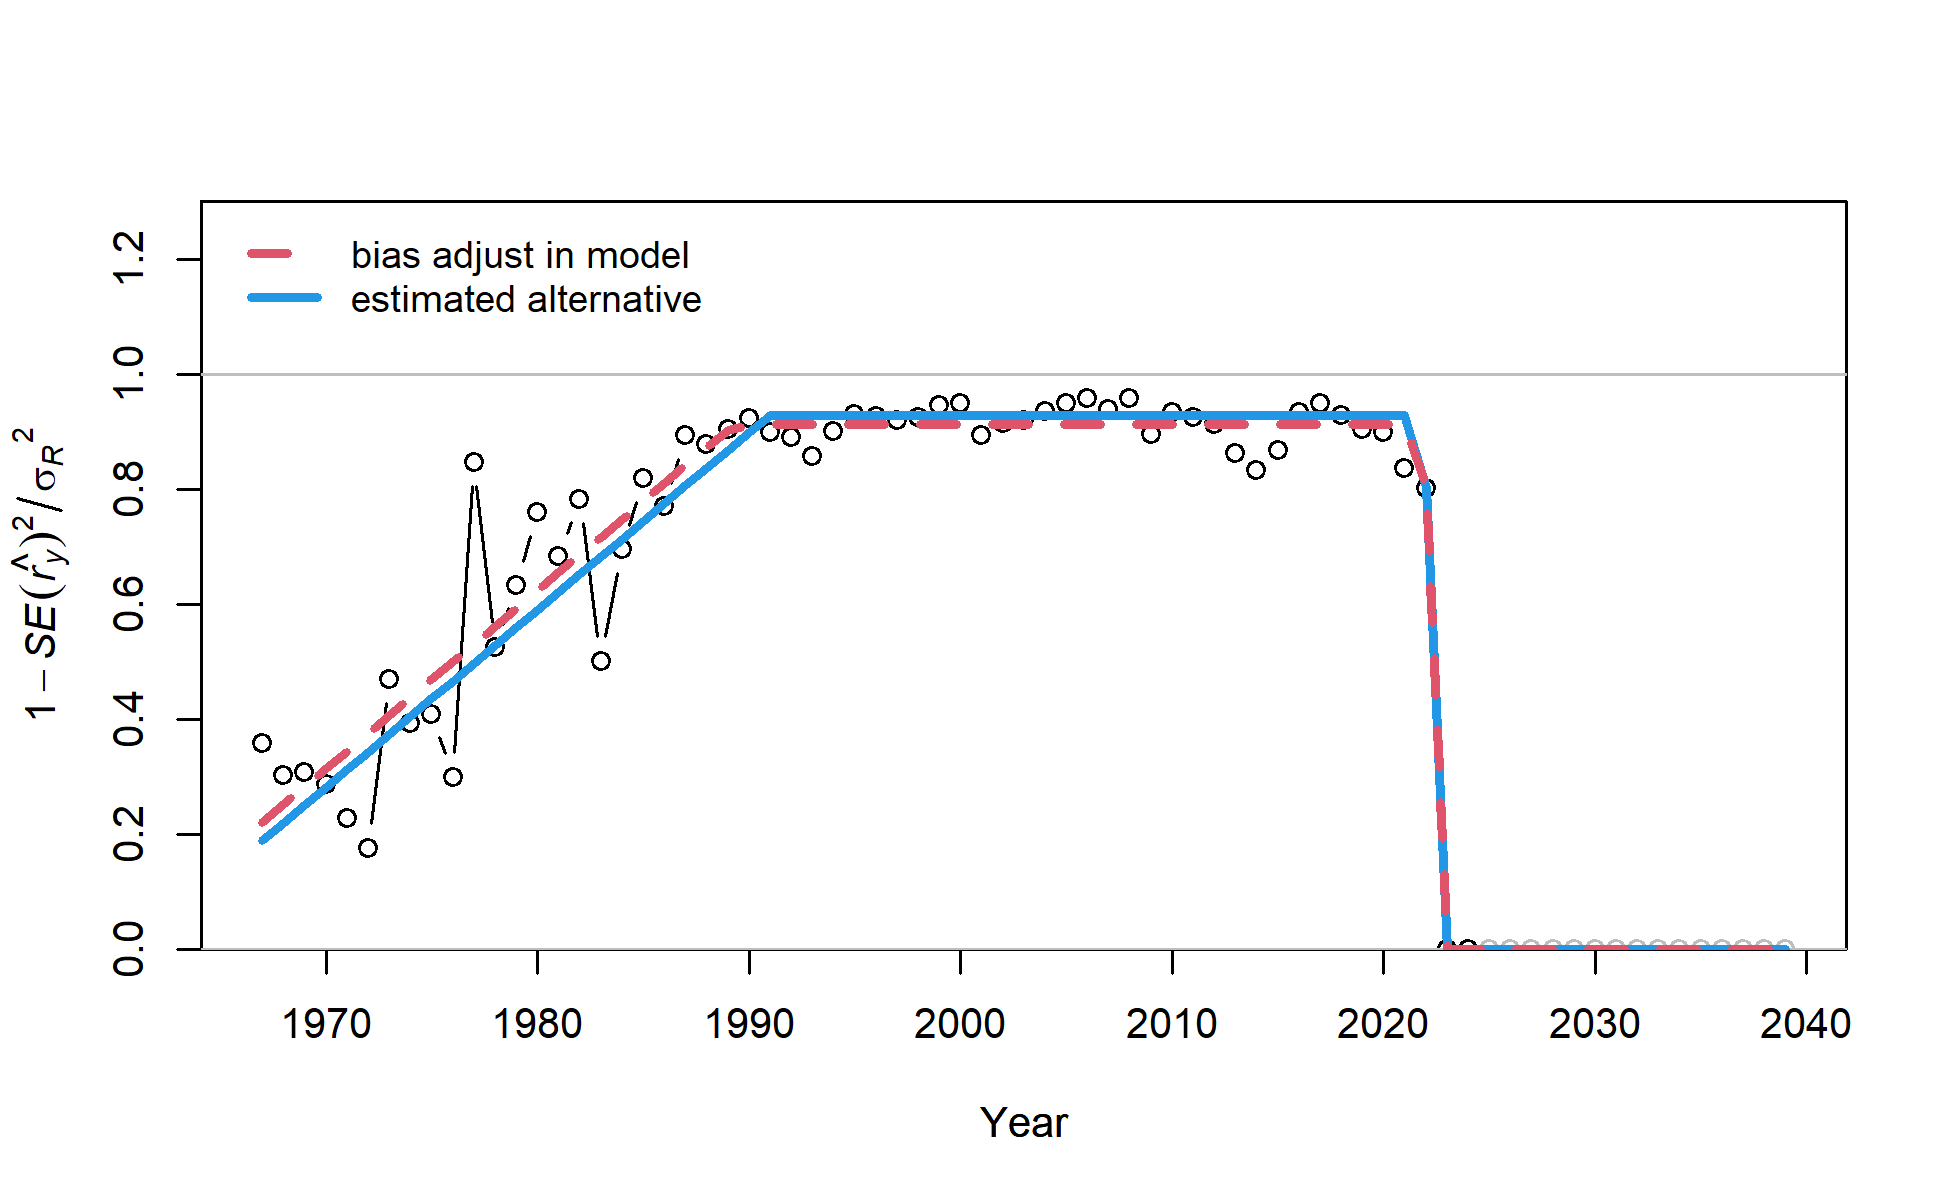 bias adjust in model
estimated alternative
1 − SE(r̂y)² / σR²
1.2
1.0
0.8
0.6
0.4
0.2
0.0
1970 1980 1990 2000 2010 2020 2030 2040
Year